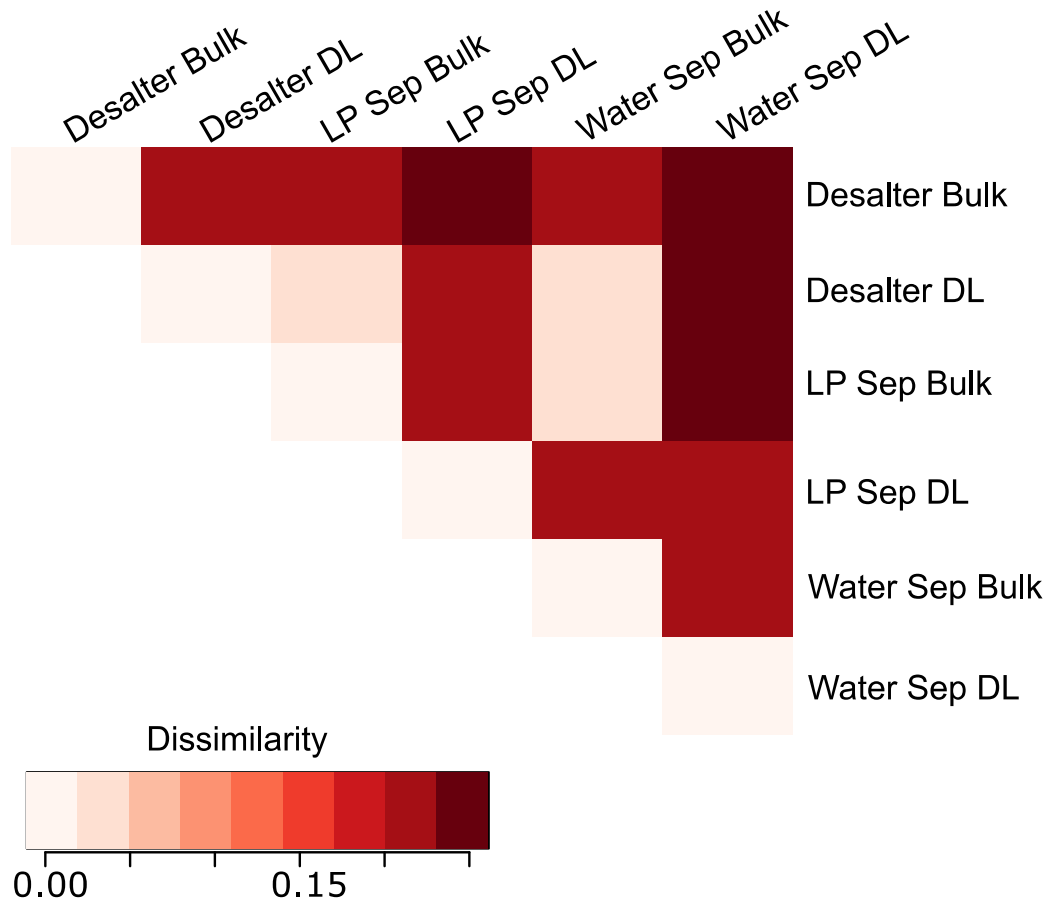 Desalter Bulk
Desalter DL
LP Sep Bulk
LP Sep DL
Water Sep Bulk
Water Sep DL
Desalter Bulk
Desalter DL
LP Sep Bulk
LP Sep DL
Water Sep Bulk
Water Sep DL
Dissimilarity
0.00 0.15